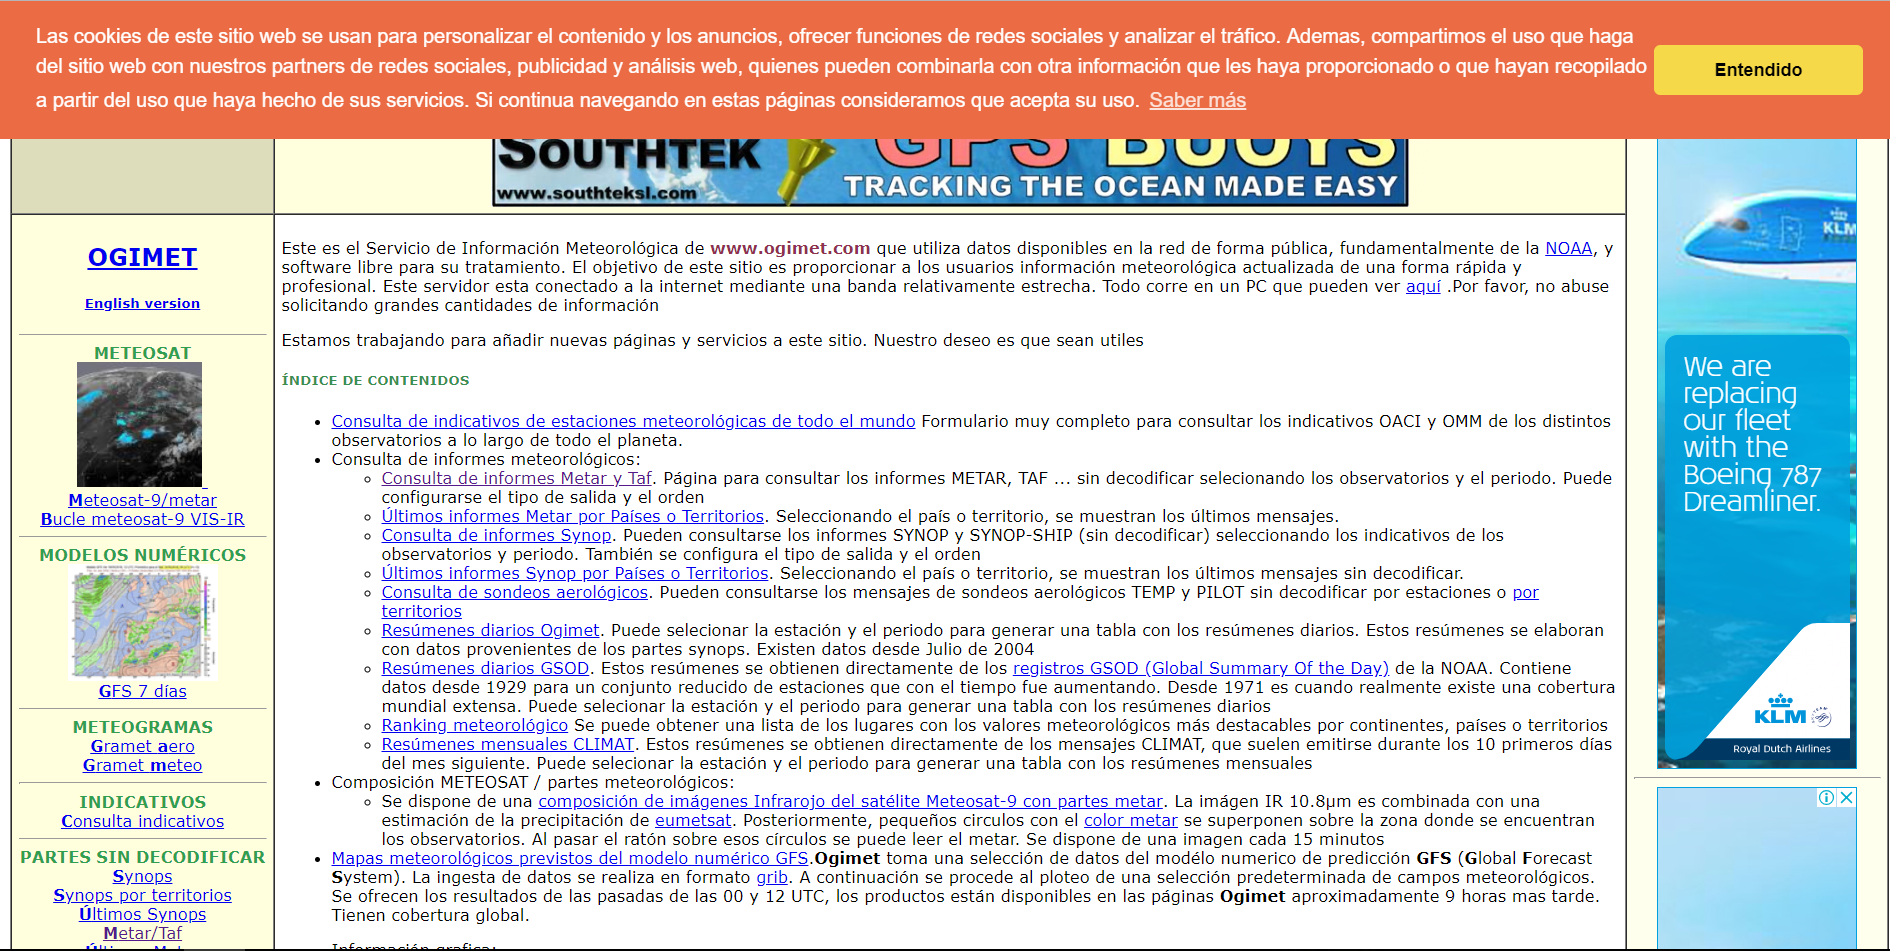 Las cookies de este sitio web se usan para personalizar el contenido y los anuncios, ofrecer funciones de redes sociales y analizar el tráfico. Ademas, compartimos el uso que haga
del sitio web con nuestros partners de redes sociales, publicidad y análisis web, quienes pueden combinarla con otra información que les haya proporcionado o que hayan recopilado
a partir del uso que haya hecho de sus servicios. Si continua navegando en estas páginas consideramos que acepta su uso. Saber más
Entendido
SOUTHTEK
www.southteksl.com
GPS BUOYS
TRACKING THE OCEAN MADE EASY
OGIMET
English version
METEOSAT
Meteosat-9/metar
Bucle meteosat-9 VIS-IR
MODELOS NUMÉRICOS
GFS 7 días
METEOGRAMAS
Gramet aero
Gramet meteo
INDICATIVOS
Consulta indicativos
PARTES SIN DECODIFICAR
Synops
Synops por territorios
Últimos Synops
Metar/Taf
Este es el Servicio de Información Meteorológica de www.ogimet.com que utiliza datos disponibles en la red de forma pública, fundamentalmente de la NOAA, y
software libre para su tratamiento. El objetivo de este sitio es proporcionar a los usuarios información meteorológica actualizada de una forma rápida y
profesional. Este servidor esta conectado a la internet mediante una banda relativamente estrecha. Todo corre en un PC que pueden ver aquí .Por favor, no abuse
solicitando grandes cantidades de información
Estamos trabajando para añadir nuevas páginas y servicios a este sitio. Nuestro deseo es que sean utiles
ÍNDICE DE CONTENIDOS
• Consulta de indicativos de estaciones meteorológicas de todo el mundo Formulario muy completo para consultar los indicativos OACI y OMM de los distintos
observatorios a lo largo de todo el planeta.
• Consulta de informes meteorológicos:
◦ Consulta de informes Metar y Taf. Página para consultar los informes METAR, TAF ... sin decodificar selecionando los observatorios y el periodo. Puede
configurarse el tipo de salida y el orden
◦ Últimos informes Metar por Países o Territorios. Seleccionando el país o territorio, se muestran los últimos mensajes.
◦ Consulta de informes Synop. Pueden consultarse los informes SYNOP y SYNOP-SHIP (sin decodificar) seleccionando los indicativos de los
observatorios y periodo. También se configura el tipo de salida y el orden
◦ Últimos informes Synop por Países o Territorios. Seleccionando el país o territorio, se muestran los últimos mensajes sin decodificar.
◦ Consulta de sondeos aerológicos. Pueden consultarse los mensajes de sondeos aerológicos TEMP y PILOT sin decodificar por estaciones o por
territorios
◦ Resúmenes diarios Ogimet. Puede selecionar la estación y el periodo para generar una tabla con los resúmenes diarios. Estos resúmenes se elaboran
con datos provenientes de los partes synops. Existen datos desde Julio de 2004
◦ Resúmenes diarios GSOD. Estos resúmenes se obtienen directamente de los registros GSOD (Global Summary Of the Day) de la NOAA. Contiene
datos desde 1929 para un conjunto reducido de estaciones que con el tiempo fue aumentando. Desde 1971 es cuando realmente existe una cobertura
mundial extensa. Puede selecionar la estación y el periodo para generar una tabla con los resúmenes diarios
◦ Ranking meteorológico Se puede obtener una lista de los lugares con los valores meteorológicos más destacables por continentes, países o territorios
◦ Resúmenes mensuales CLIMAT. Estos resúmenes se obtienen directamente de los mensajes CLIMAT, que suelen emitirse durante los 10 primeros días
del mes siguiente. Puede selecionar la estación y el periodo para generar una tabla con los resúmenes mensuales
• Composición METEOSAT / partes meteorológicos:
◦ Se dispone de una composición de imágenes Infrarojo del satélite Meteosat-9 con partes metar. La imágen IR 10.8µm es combinada con una
estimación de la precipitación de eumetsat. Posteriormente, pequeños circulos con el color metar se superponen sobre la zona donde se encuentran
los observatorios. Al pasar el ratón sobre esos círculos se puede leer el metar. Se dispone de una imagen cada 15 minutos
• Mapas meteorológicos previstos del modelo numérico GFS.Ogimet toma una selección de datos del modélo numerico de predicción GFS (Global Forecast
System). La ingesta de datos se realiza en formato grib. A continuación se procede al ploteo de una selección predeterminada de campos meteorológicos.
Se ofrecen los resultados de las pasadas de las 00 y 12 UTC, los productos están disponibles en las páginas Ogimet aproximadamente 9 horas mas tarde.
Tienen cobertura global.
Información grafica:
KLM
We are
replacing
our fleet
with the
Boeing 787
Dreamliner.
KLM
Royal Dutch Airlines